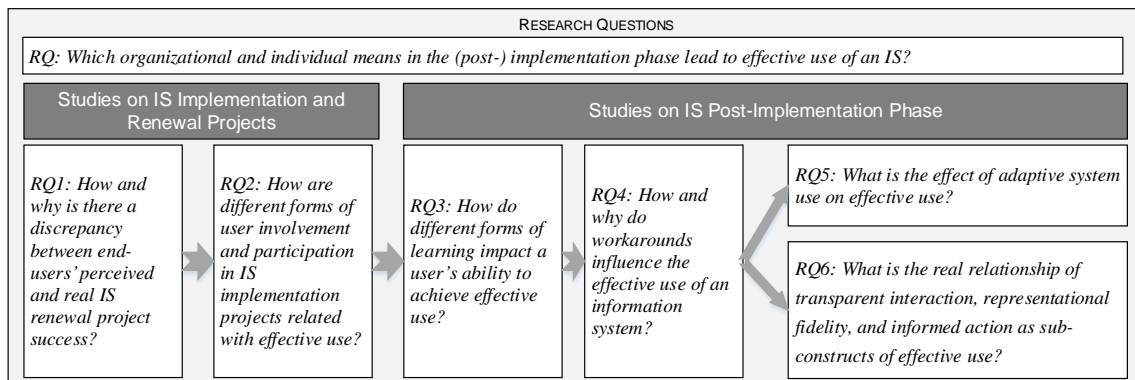 RESEARCH QUESTIONS
RQ: Which organizational and individual means in the (post-) implementation phase lead to effective use of an IS?
Studies on IS Implementation and
Renewal Projects
Studies on IS Post-Implementation Phase
RQ1: How and
why is there a
discrepancy
between end-
users' perceived
and real IS
renewal project
success?
RQ2: How are
different forms of
user involvement
and participation
in IS
implementation
projects related
with effective use?
RQ3: How do
different forms of
learning impact a
user's ability to
achieve effective
use?
RQ4: How and
why do
workarounds
influence the
effective use of an
information
system?
RQ5: What is the effect of adaptive system
use on effective use?
RQ6: What is the real relationship of
transparent interaction, representational
fidelity, and informed action as sub-
constructs of effective use?